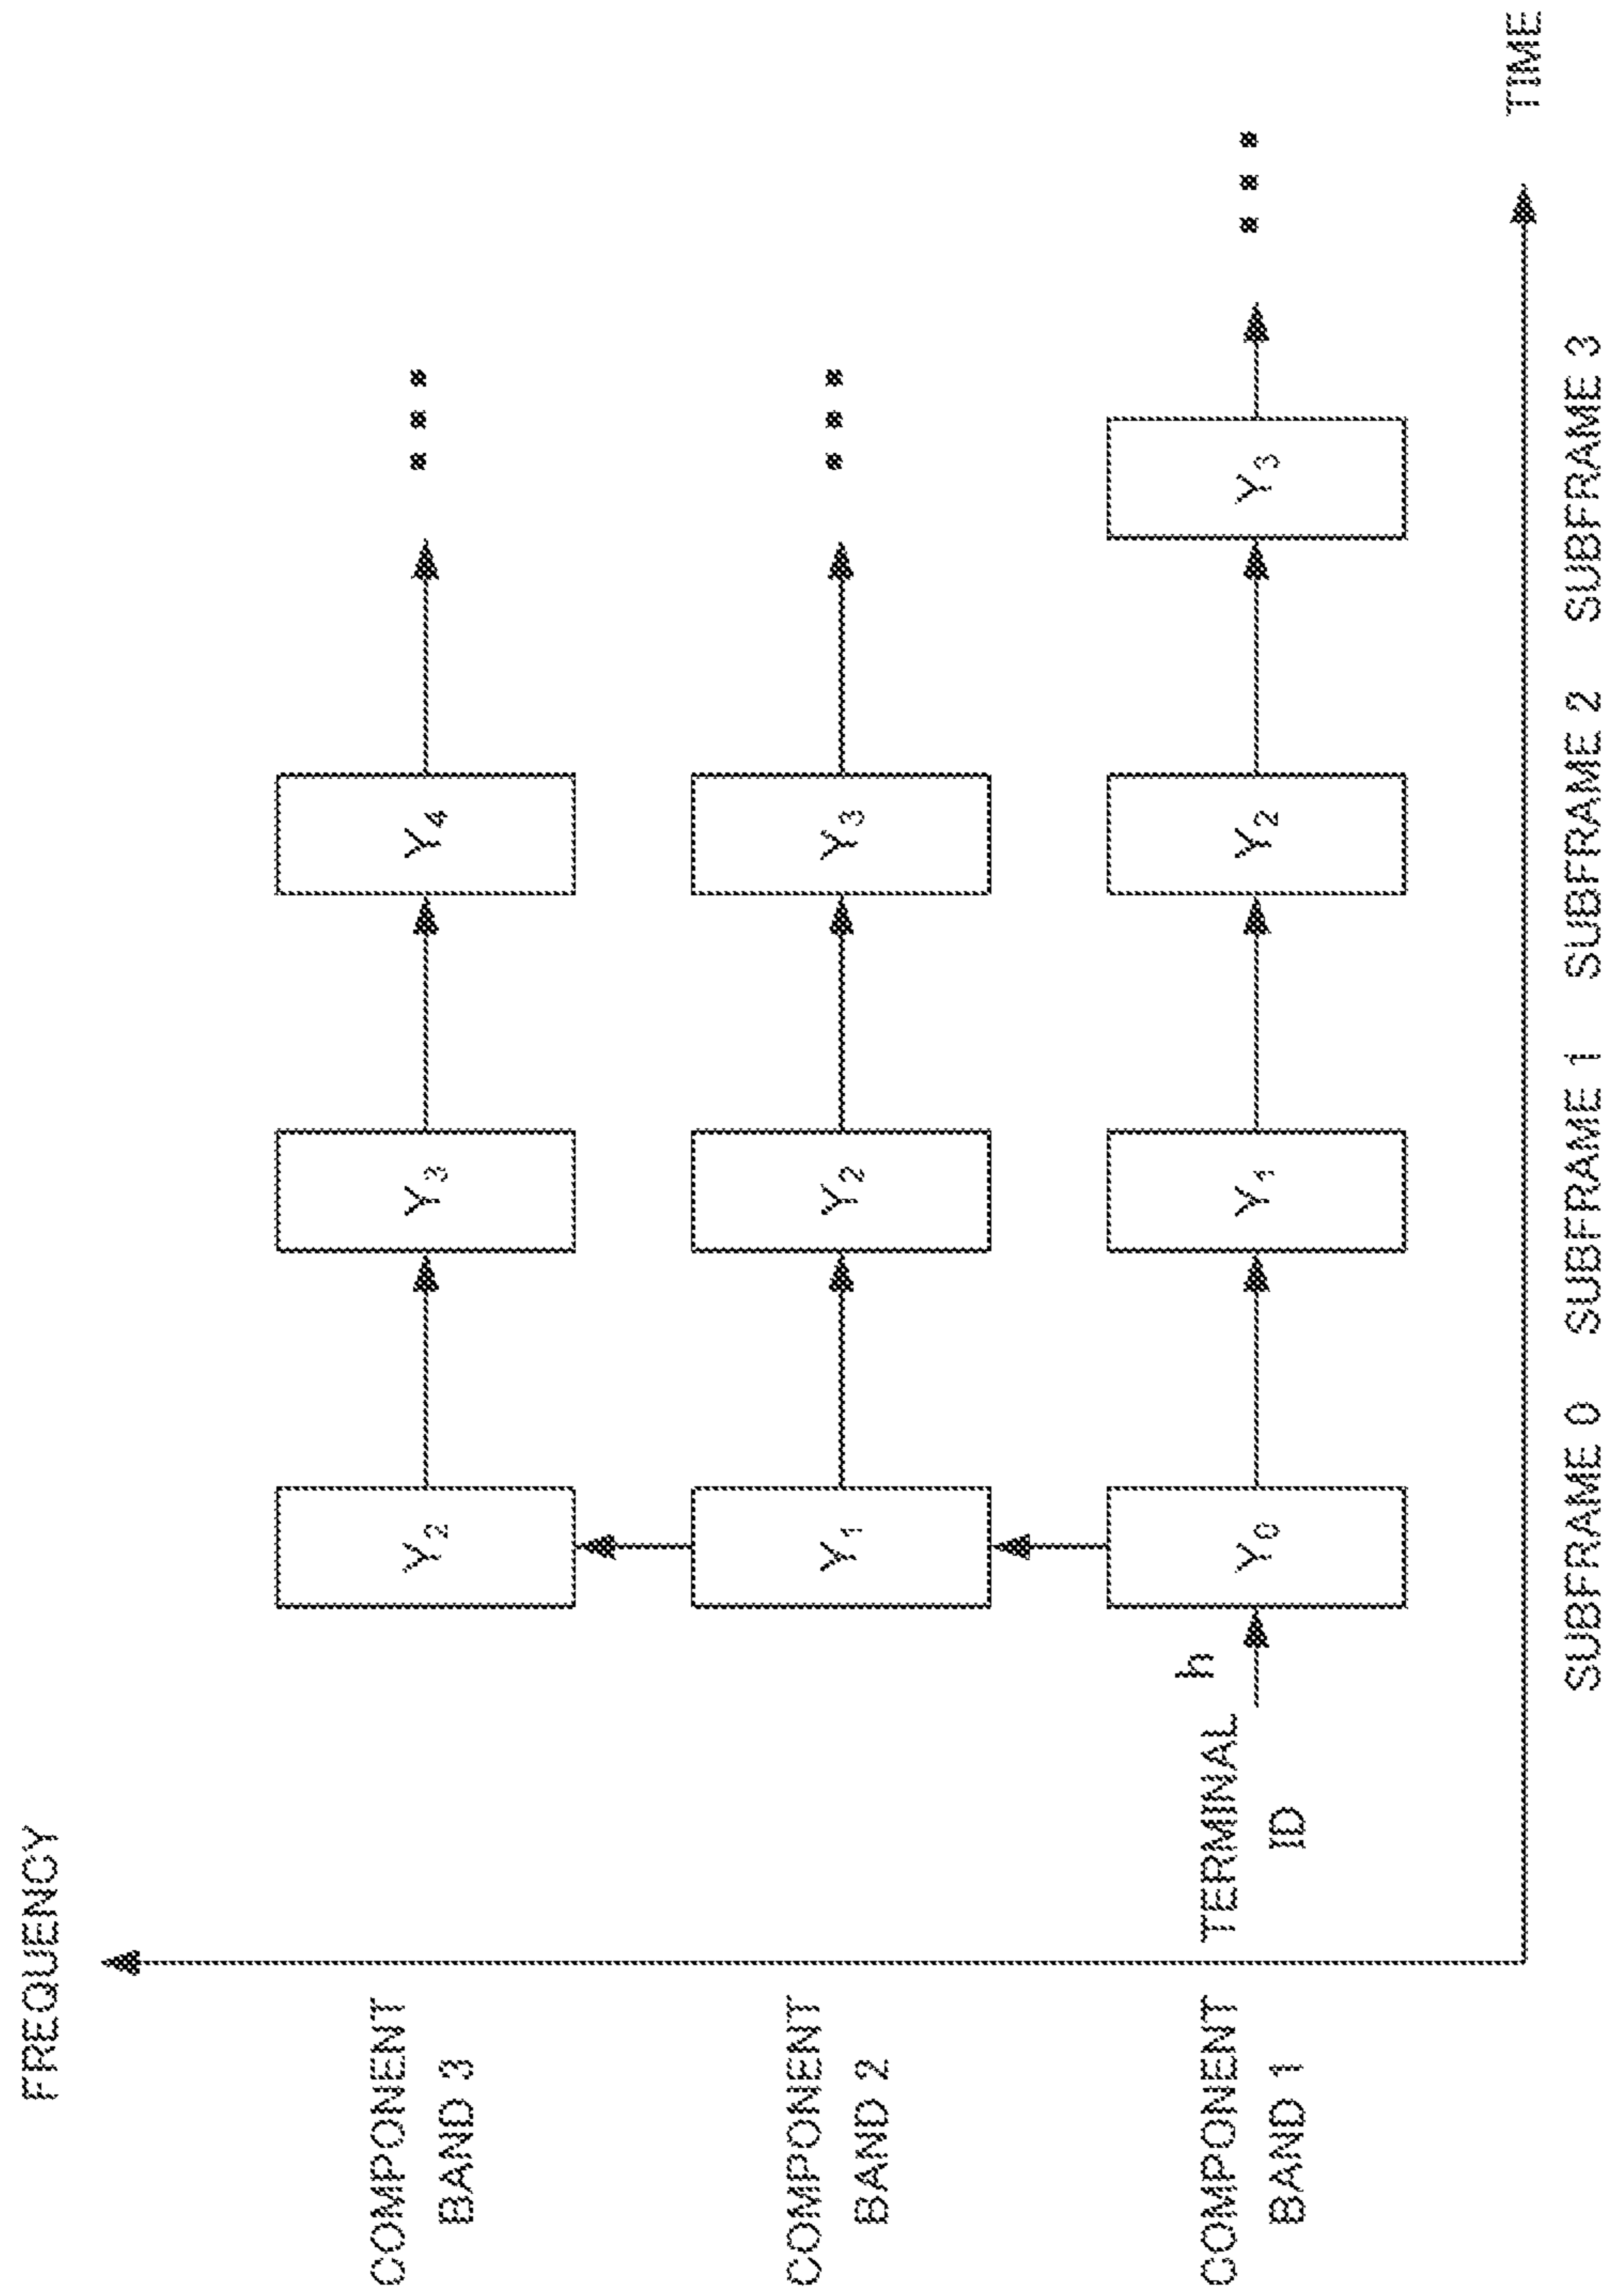 FREQUENCY
COMPONENT
BAND 3
Y2
Y3
Y4
COMPONENT
BAND 2
Y1
Y2
Y3
COMPONENT
BAND 1
TERMINAL
ID
h
Y0
Y1
Y2
Y3
TIME
SUBFRAME 0
SUBFRAME 1
SUBFRAME 2
SUBFRAME 3